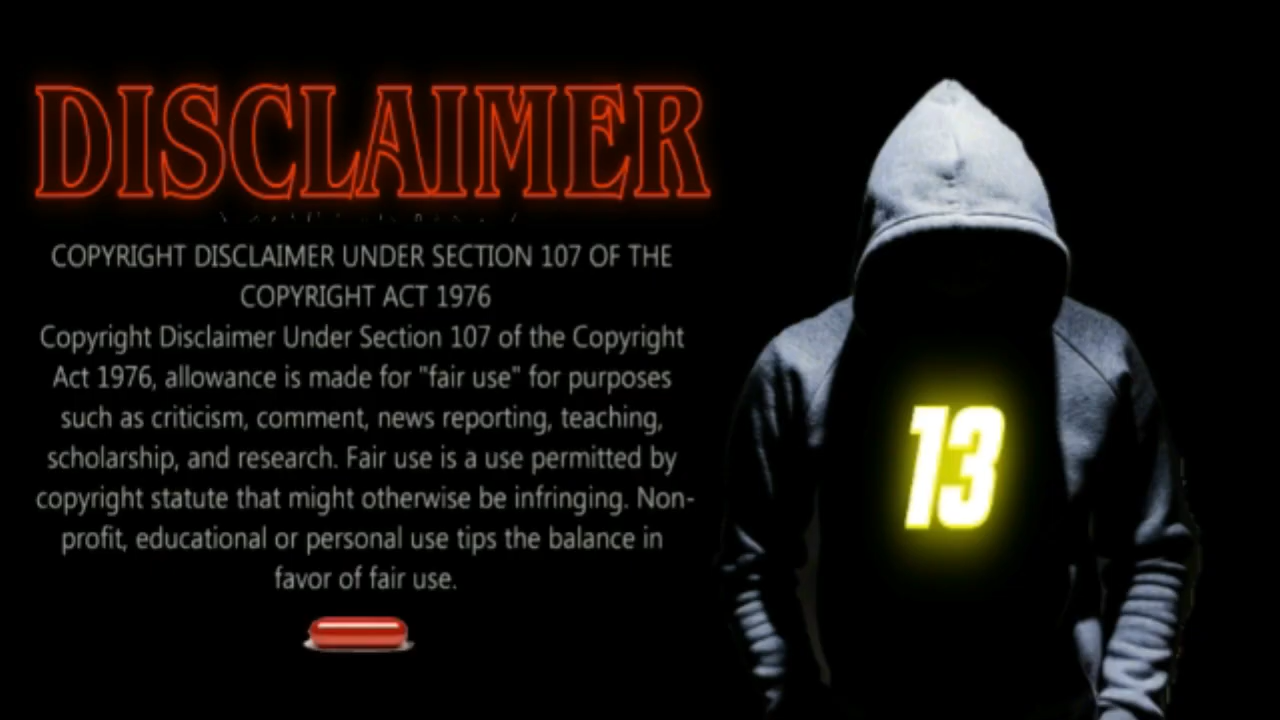 DISCLAIMER
COPYRIGHT DISCLAIMER UNDER SECTION 107 OF THE
COPYRIGHT ACT 1976
Copyright Disclaimer Under Section 107 of the Copyright
Act 1976, allowance is made for "fair use" for purposes
such as criticism, comment, news reporting, teaching,
scholarship, and research. Fair use is a use permitted by
copyright statute that might otherwise be infringing. Non-
profit, educational or personal use tips the balance in
favor of fair use.
13